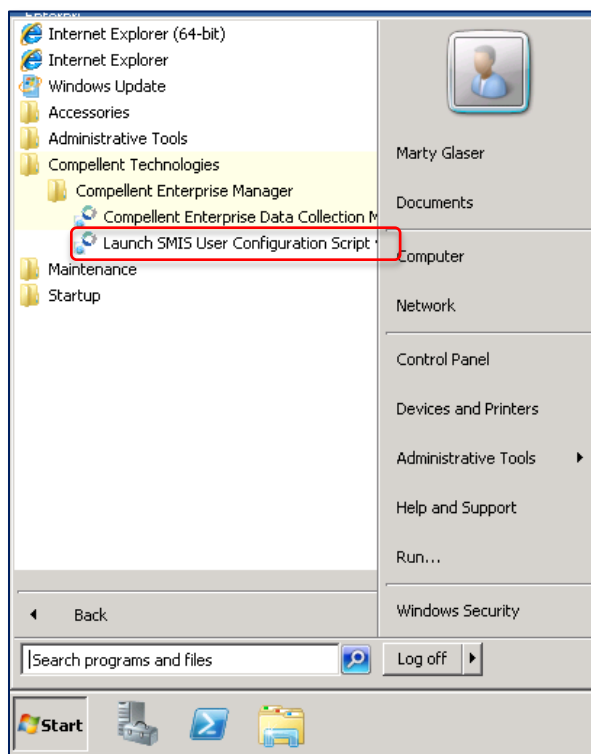 Internet Explorer (64-bit)
Internet Explorer
Windows Update
Accessories
Administrative Tools
Compellent Technologies
Compellent Enterprise Manager
Compellent Enterprise Data Collection M
Launch SMIS User Configuration Script
Maintenance
Startup
Back
Search programs and files
Marty Glaser
Documents
Computer
Network
Control Panel
Devices and Printers
Administrative Tools
Help and Support
Run...
Windows Security
Log off
Start